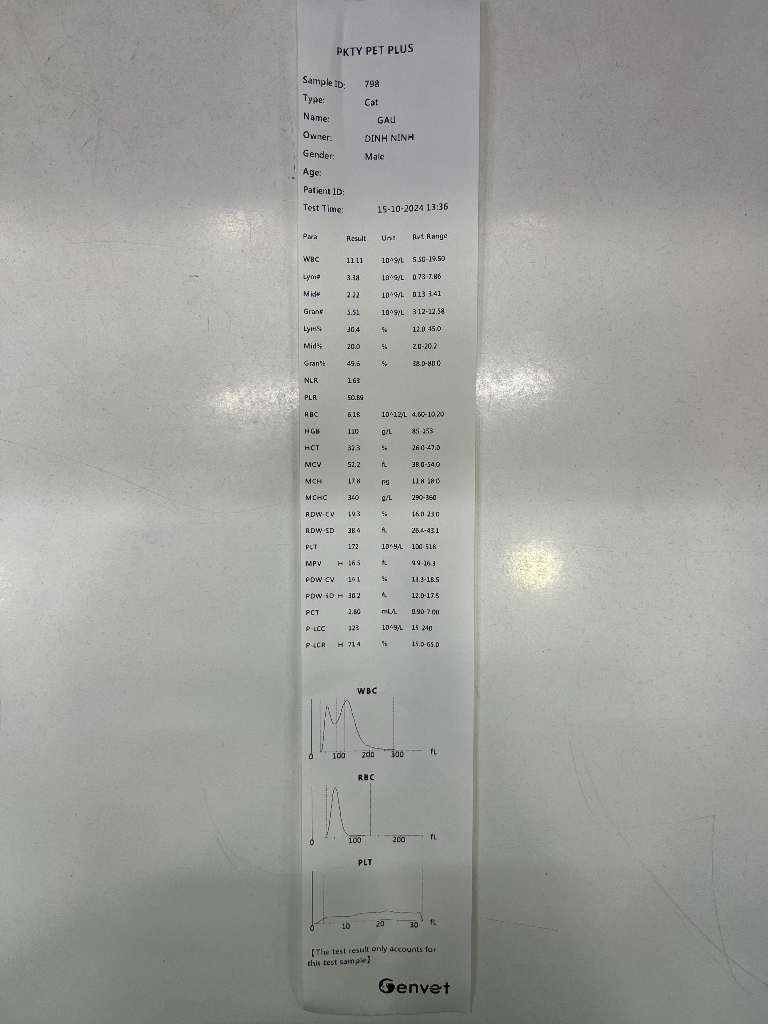 PKTY PET PLUS
Sample ID: 798
Type: Cat
Name: GAU
Owner: DINH NINH
Gender: Male
Age:
Patient ID:
Test Time: 15-10-2024 13:36
Para Result Unit Ref. Range
WBC 11.11 10^9/L 5.50-19.50
Lym# 3.38 10^9/L 0.73-7.86
Mid# 2.22 10^9/L 0.13-3.41
Gran# 5.51 10^9/L 3.12-12.58
Lym% 30.4 % 12.0-45.0
Mid% 20.0 % 2.0-20.2
Gran% 49.6 % 38.0-80.0
NLR 1.63
PLR 50.89
RBC 6.18 10^12/L 4.60-10.20
HGB 110 g/L 85-153
HCT 32.3 % 26.0-47.0
MCV 52.2 fL 38.0-54.0
MCH 17.8 pg 11.8-18.0
MCHC 340 g/L 290-360
RDW-CV 19.3 % 16.0-23.0
RDW-SD 38.4 fL 26.4-43.1
PLT 172 10^9/L 100-518
MPV H 16.5 fL 9.9-16.3
PDW-CV 14.1 % 13.3-18.5
PDW-SD H 30.2 fL 12.0-17.5
PCT 2.80 mL/L 0.90-7.00
P-LCC 123 10^9/L 15-240
P-LCR H 71.4 % 15.0-65.0
WBC
0 100 200 300 fL
RBC
0 100 200 fL
PLT
0 10 20 30 fL
【The test result only accounts for
this test sample】
Genvet